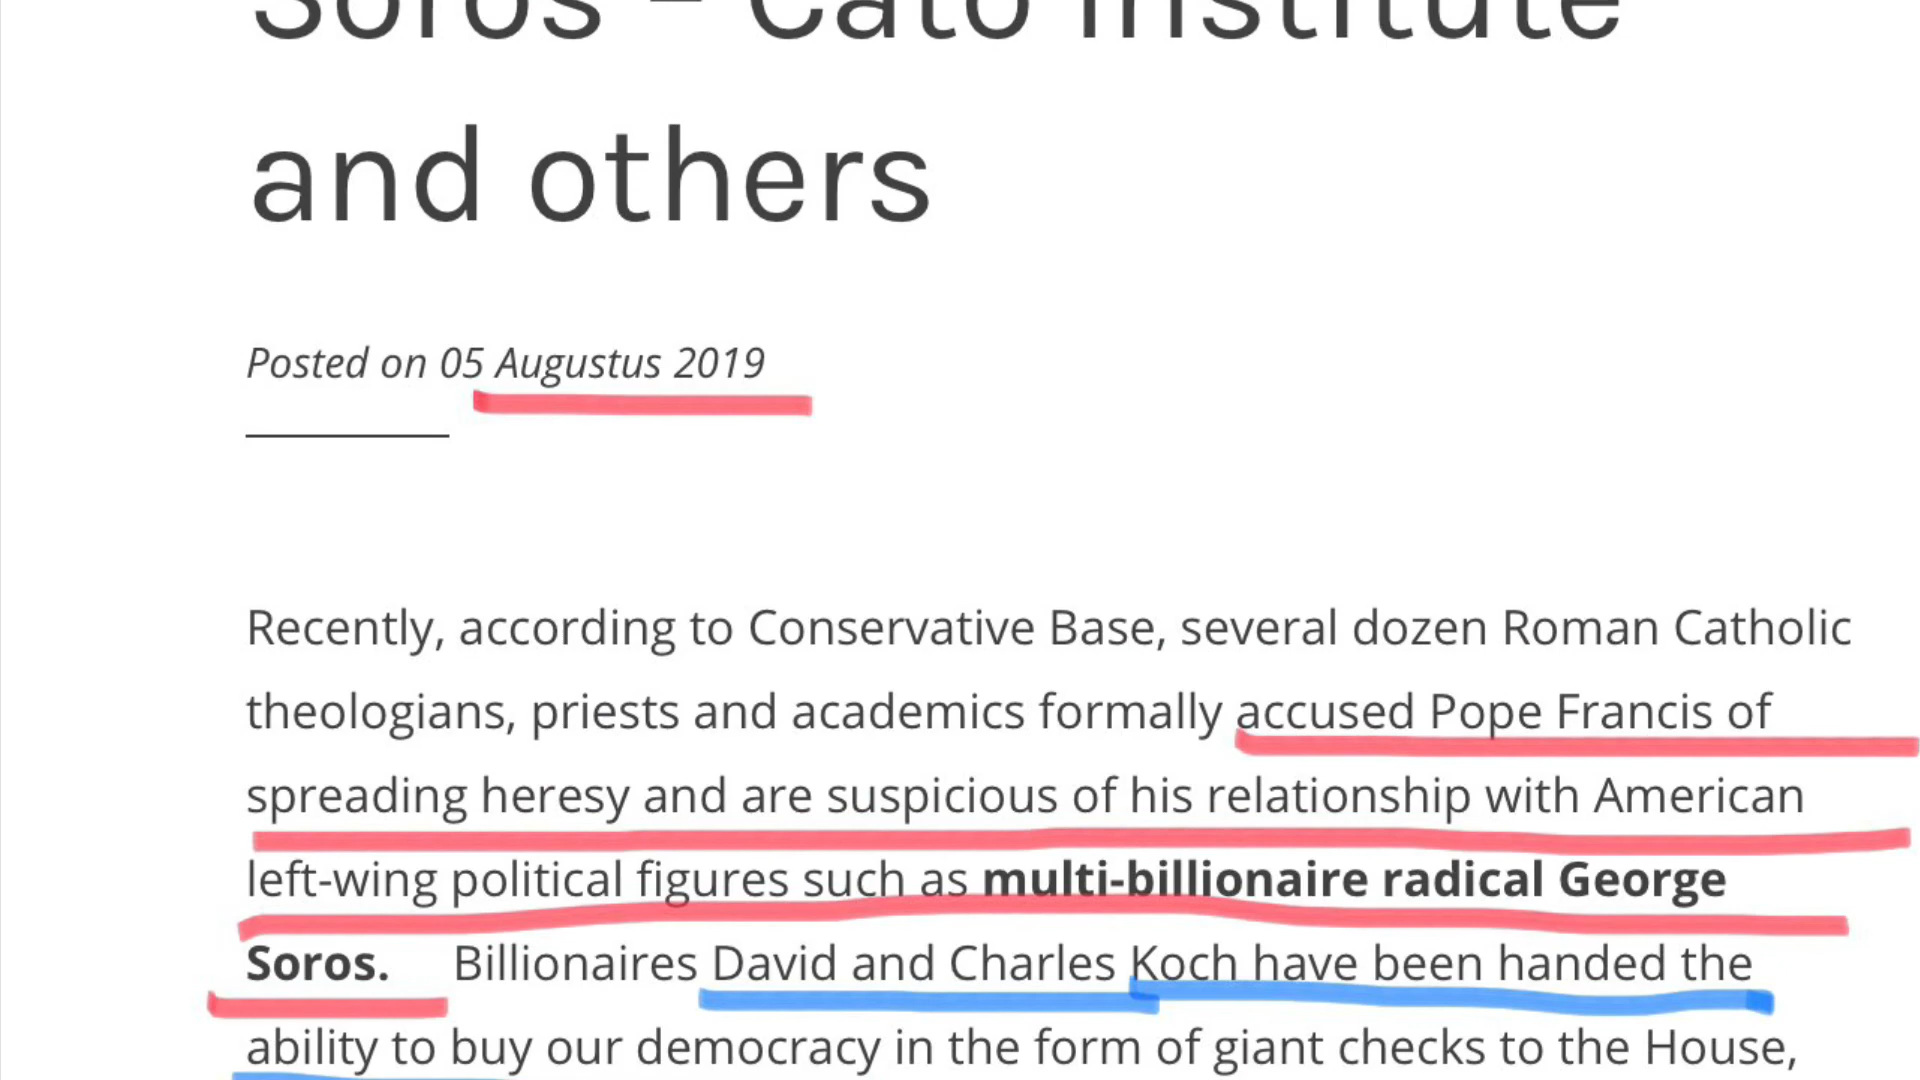 Soros - Cato Institute
and others
Posted on 05 Augustus 2019
Recently, according to Conservative Base, several dozen Roman Catholic
theologians, priests and academics formally accused Pope Francis of
spreading heresy and are suspicious of his relationship with American
left-wing political figures such as multi-billionaire radical George
Soros. Billionaires David and Charles Koch have been handed the
ability to buy our democracy in the form of giant checks to the House,